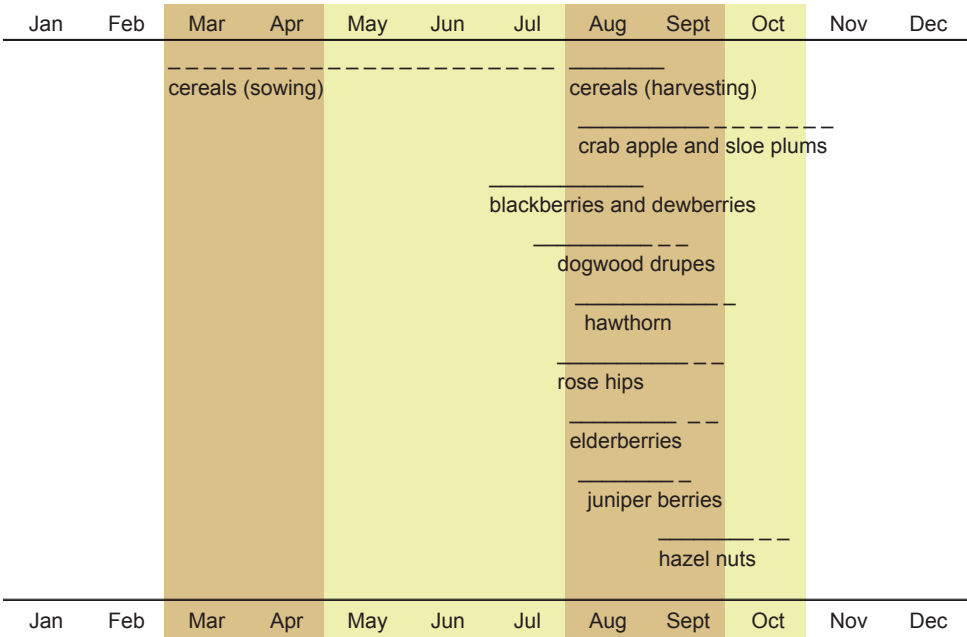 Jan Feb Mar Apr May Jun Jul Aug Sept Oct Nov Dec
cereals (sowing) cereals (harvesting)
crab apple and sloe plums
blackberries and dewberries
dogwood drupes
hawthorn
rose hips
elderberries
juniper berries
hazel nuts
Jan Feb Mar Apr May Jun Jul Aug Sept Oct Nov Dec